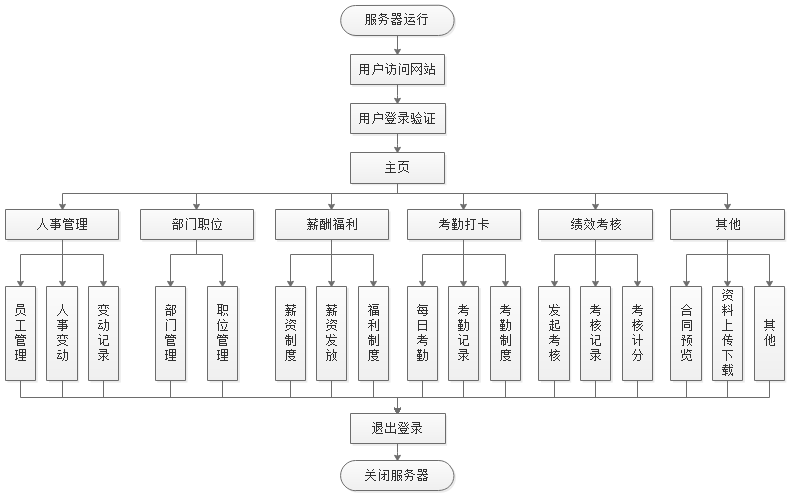 服务器运行
用户访问网站
用户登录验证
主页
人事管理
部门职位
薪酬福利
考勤打卡
绩效考核
其他
员工管理
人事变动
变动记录
部门管理
职位管理
薪资制度
薪资发放
福利制度
每日考勤
考勤记录
考勤制度
发起考核
考核记录
考核计分
合同预览
资料上传下载
其他
退出登录
关闭服务器